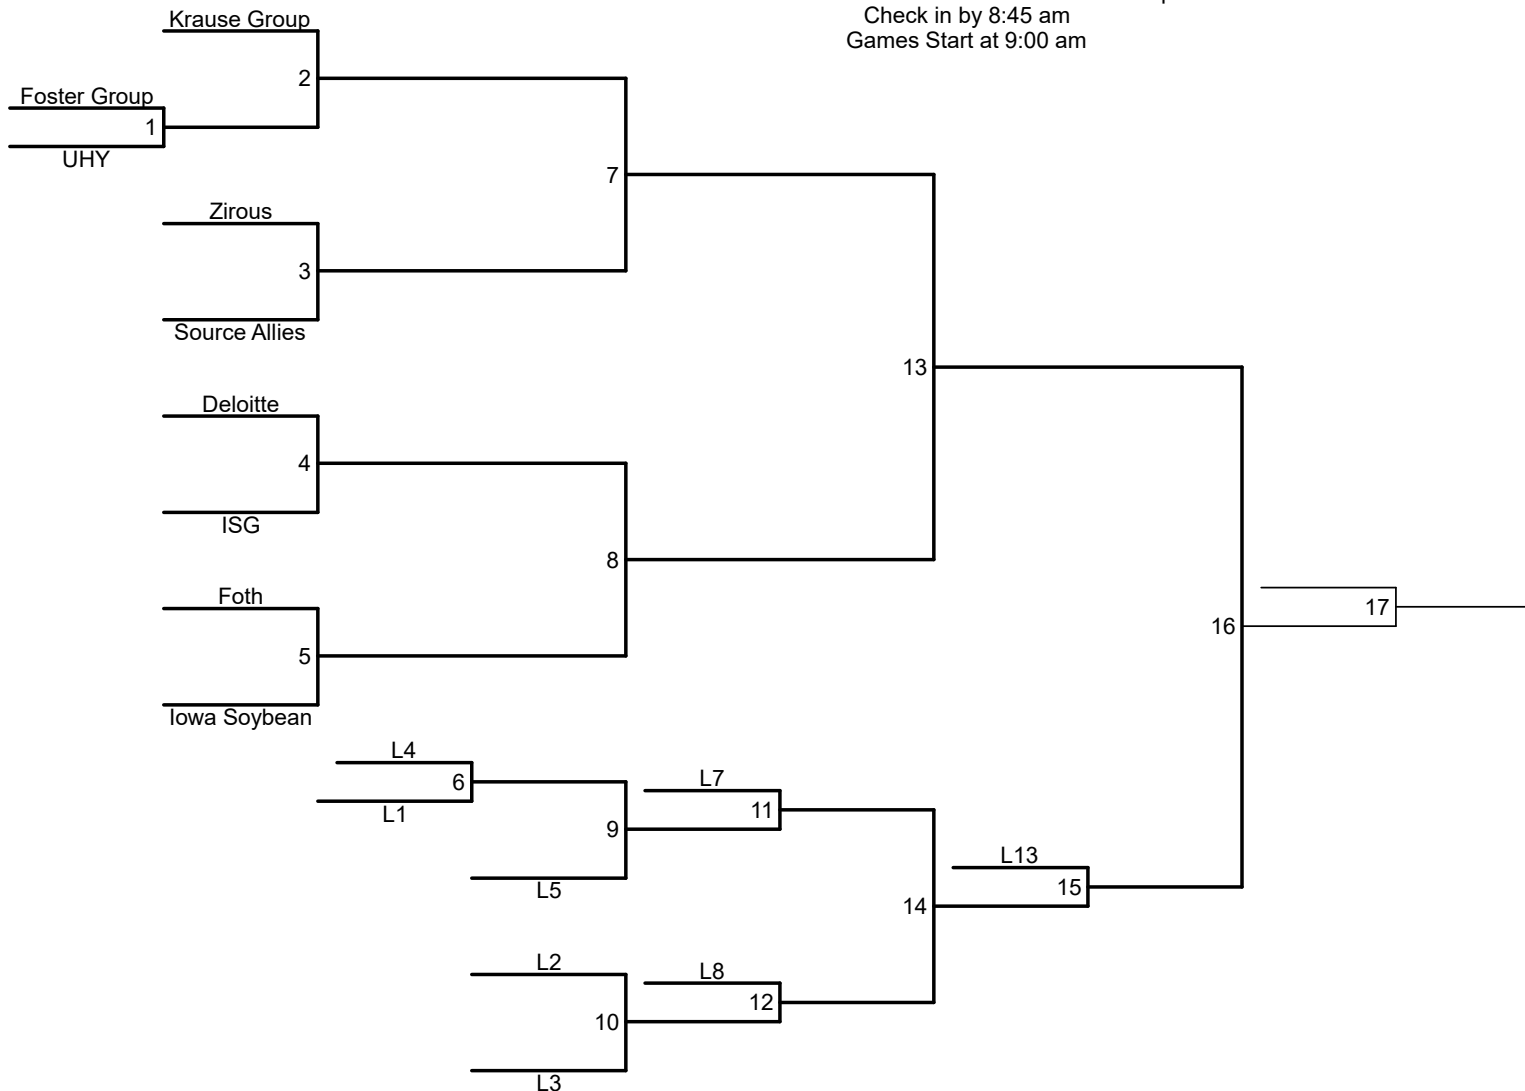 Check in by 8:45 am
Games Start at 9:00 am
Krause Group
2
Foster Group
1
UHY
7
Zirous
3
Source Allies
13
Deloitte
4
ISG
8
Foth
17
16
5
Iowa Soybean
L4
6
L1
L7
11
9
L13
15
L5
14
L2
L8
12
10
L3